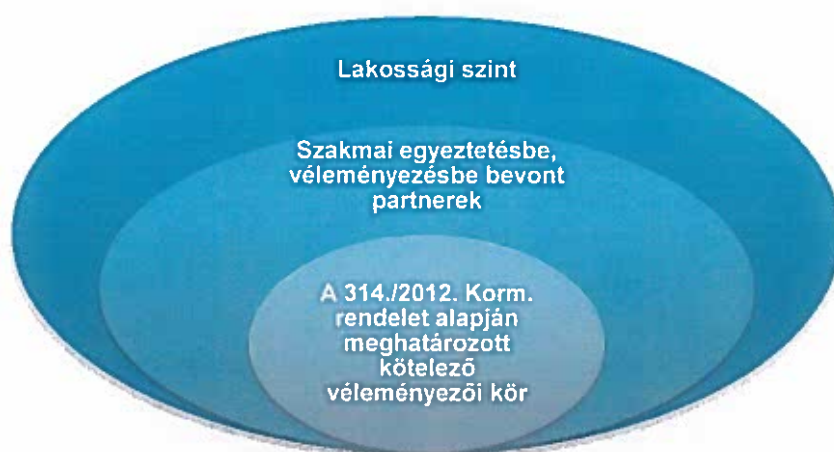 Lakossági szint
Szakmai egyeztetésbe,
véleményezésbe bevont
partnerek
A 314./2012. Korm.
rendelet alapján
meghatározott
kötelező
véleményezői kör